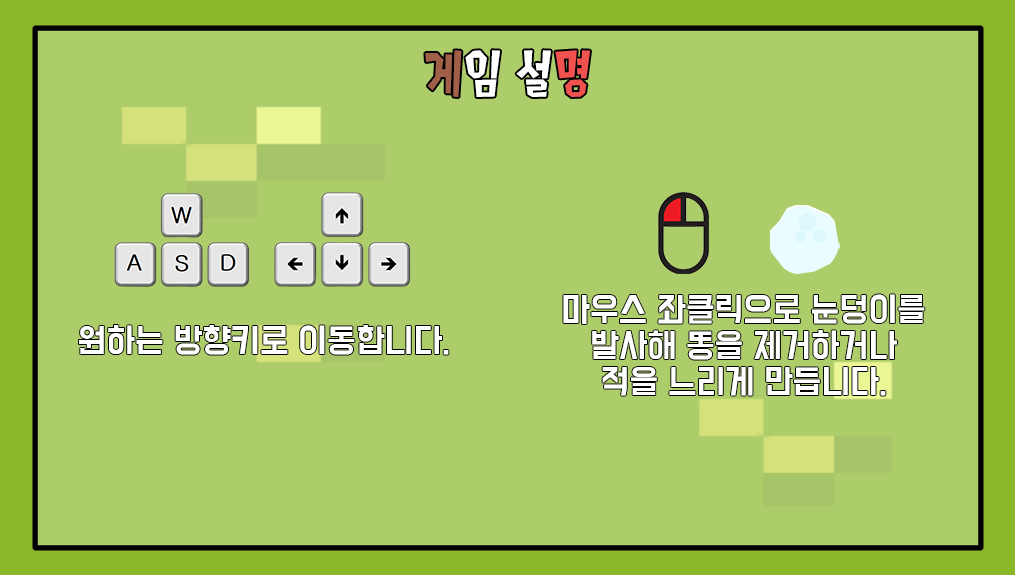 게임 설명
W
A S D
↑
← ↓ →
원하는 방향키로 이동합니다.
마우스 좌클릭으로 눈덩이를
발사해 똥을 제거하거나
적을 느리게 만듭니다.